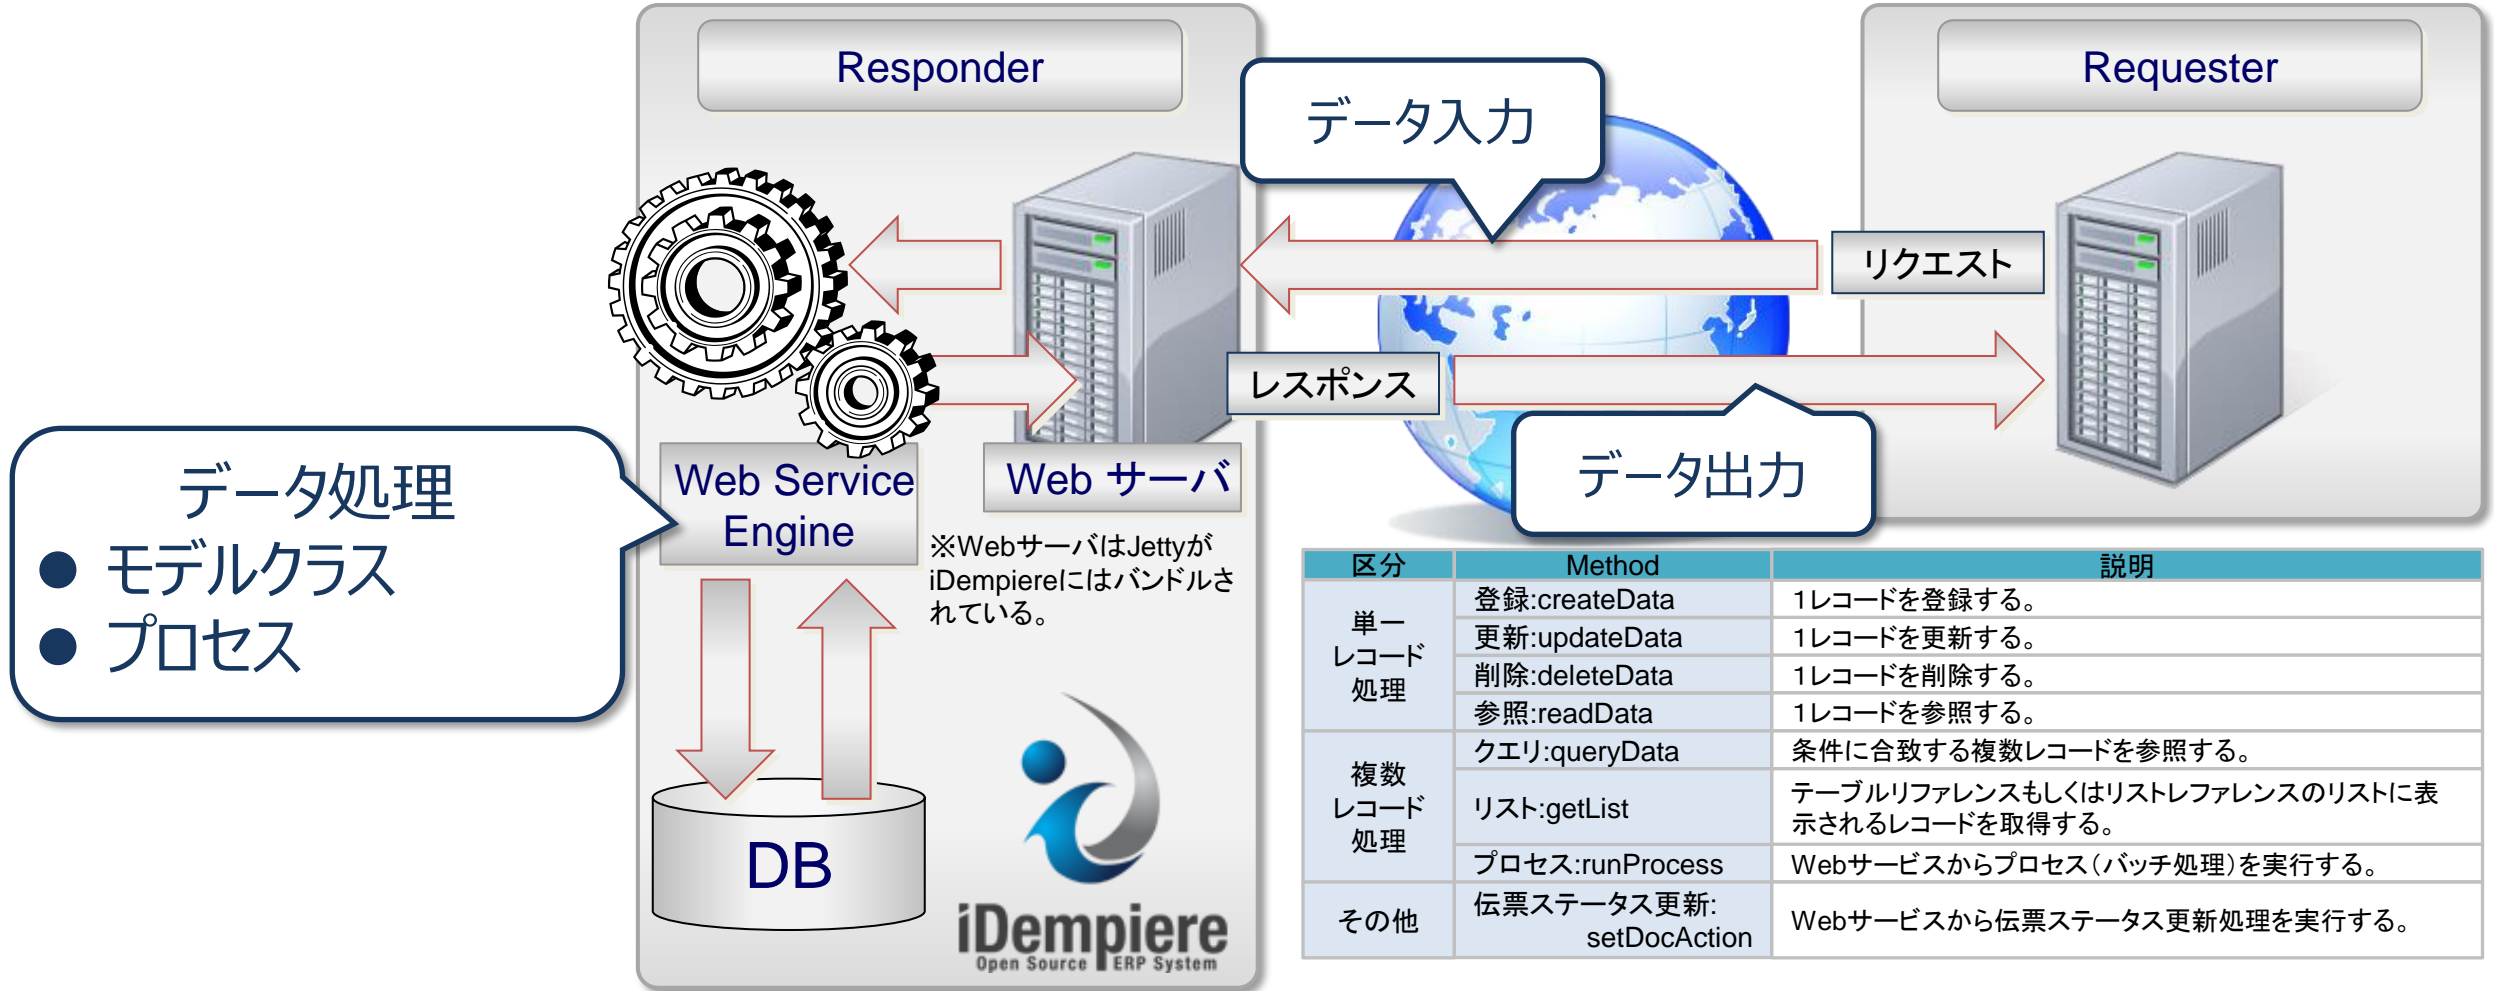 Responder
Requester
データ入力
リクエスト
レスポンス
データ出力
データ処理
● モデルクラス
● プロセス
Web Service
Engine
Web サーバ
※WebサーバはJettyが
iDempiereにはバンドルさ
れている。
DB
iDempiere
Open Source ERP System
区分 Method 説明
単一
レコード
処理
登録:createData 1レコードを登録する。
更新:updateData 1レコードを更新する。
削除:deleteData 1レコードを削除する。
参照:readData 1レコードを参照する。
複数
レコード
処理
クエリ:queryData 条件に合致する複数レコードを参照する。
リスト:getList テーブルリファレンスもしくはリストレファレンスのリストに表
示されるレコードを取得する。
プロセス:runProcess Webサービスからプロセス(バッチ処理)を実行する。
その他
伝票ステータス更新:
setDocAction
Webサービスから伝票ステータス更新処理を実行する。